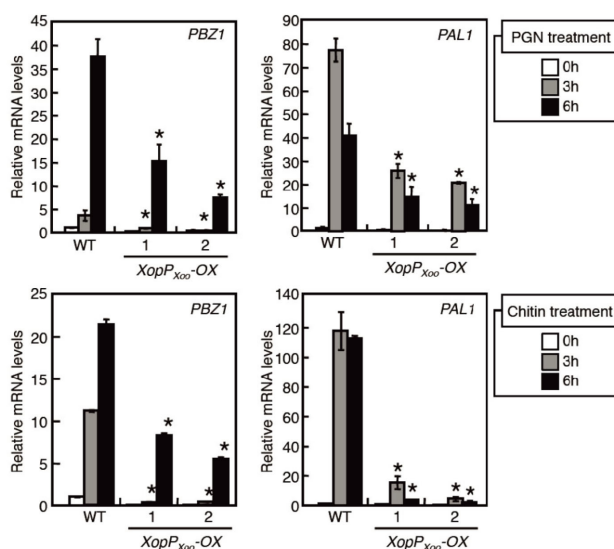 PBZ1
45
40
35
30
25
20
15
10
5
0
Relative mRNA levels
*
*
*
*
WT
1
2
XopPXoo-OX
PAL1
90
80
70
60
50
40
30
20
10
0
Relative mRNA levels
*
*
*
*
WT
1
2
XopPXoo-OX
PGN treatment
0h
3h
6h
PBZ1
25
20
15
10
5
0
Relative mRNA levels
*
*
*
*
WT
1
2
XopPXoo-OX
PAL1
140
120
100
80
60
40
20
0
Relative mRNA levels
*
*
*
*
WT
1
2
XopPXoo-OX
Chitin treatment
0h
3h
6h